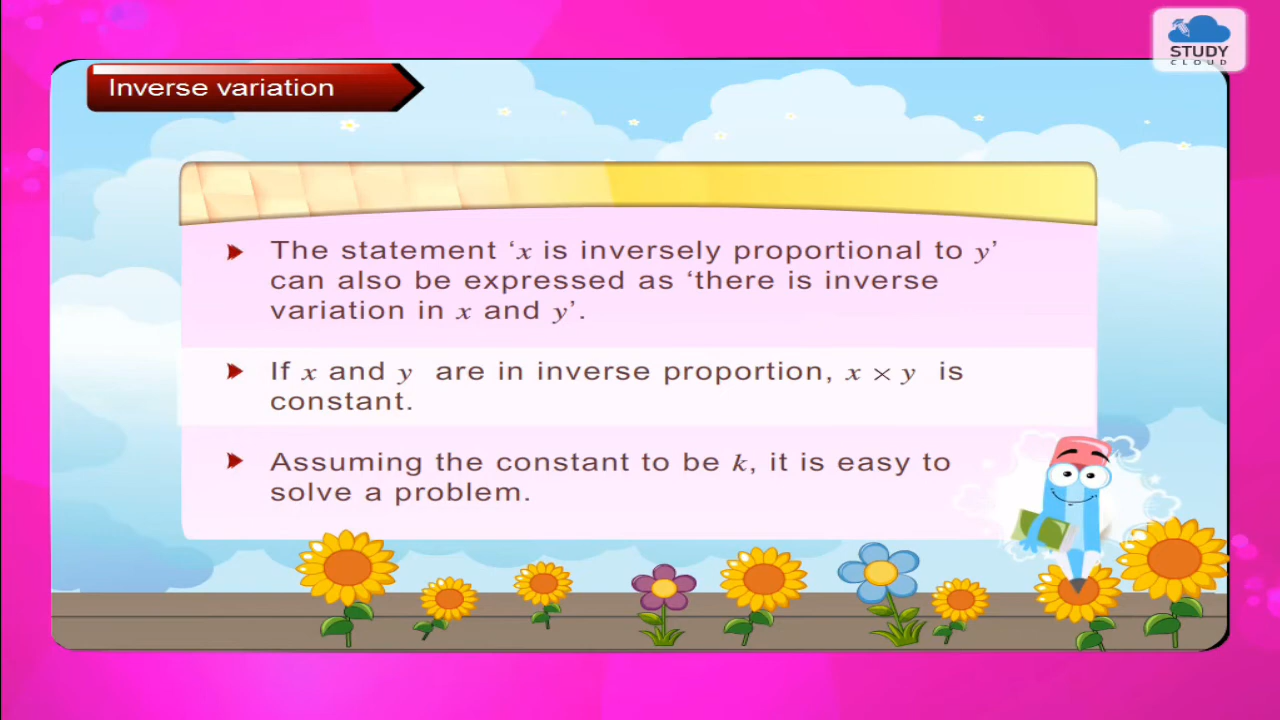 STUDY
CLOUD
Inverse variation
The statement ‘x is inversely proportional to y’
can also be expressed as ‘there is inverse
variation in x and y’.
If x and y are in inverse proportion, x × y is
constant.
Assuming the constant to be k, it is easy to
solve a problem.